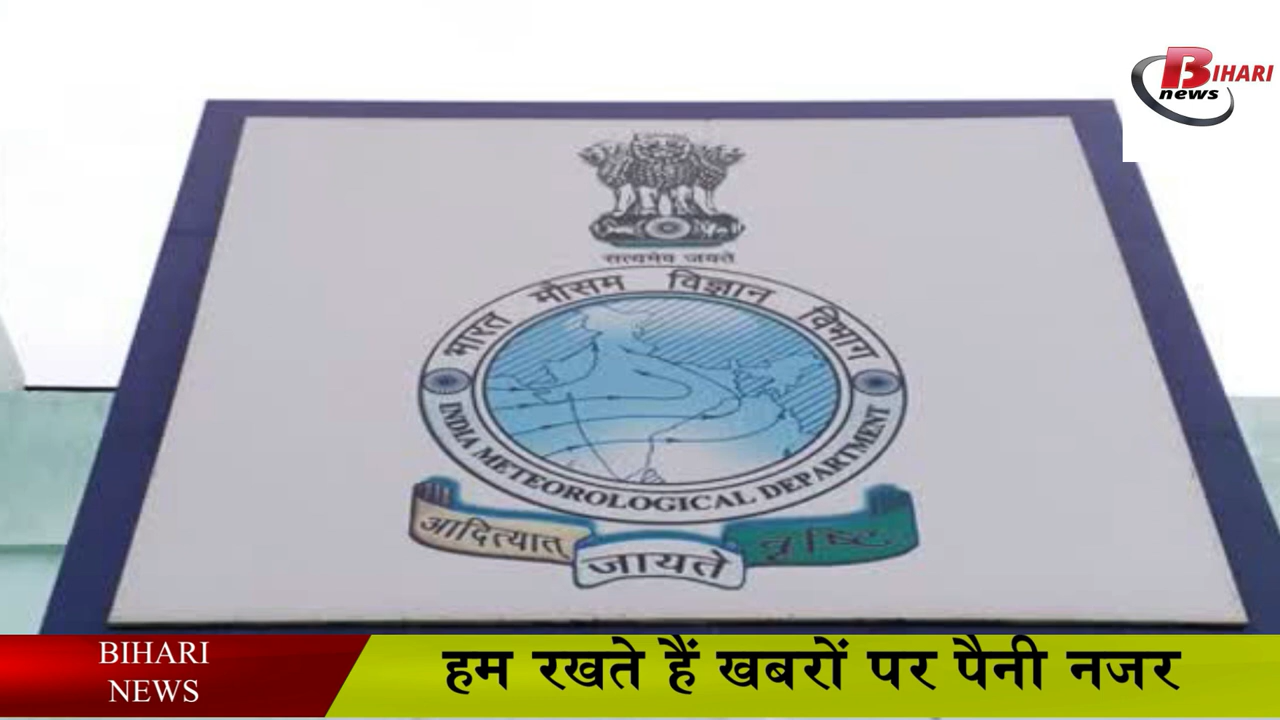 BIHARI
news
सत्यमेव जयते
भारत मौसम विज्ञान विभाग
INDIA METEOROLOGICAL DEPARTMENT
आदित्यात्
जायते
वृष्टि
BIHARI
NEWS
हम रखते हैं खबरों पर पैनी नजर